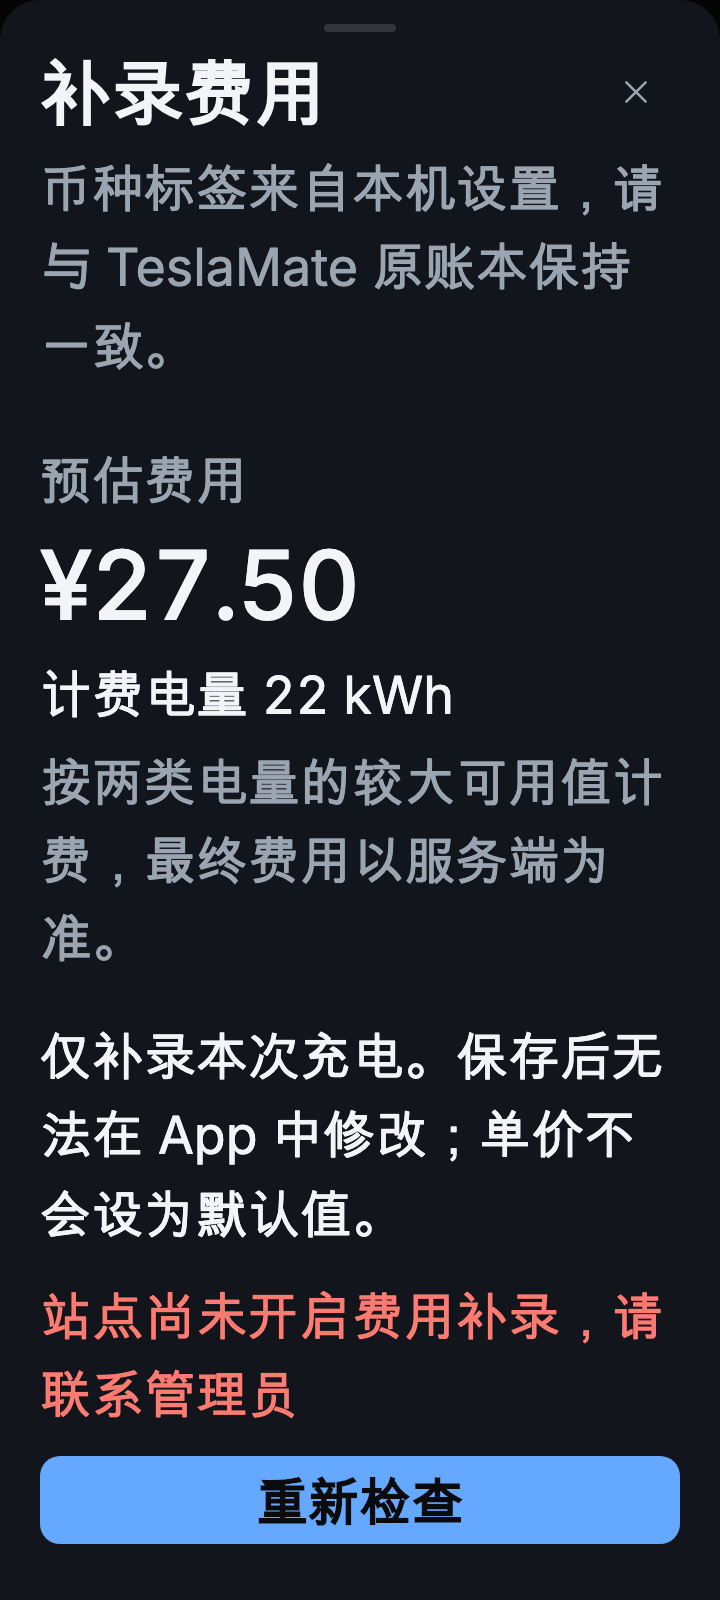 补录费用
币种标签来自本机设置，请
与 TeslaMate 原账本保持
一致。
预估费用
¥27.50
计费电量 22 kWh
按两类电量的较大可用值计
费，最终费用以服务端为
准。
仅补录本次充电。保存后无
法在 App 中修改；单价不
会设为默认值。
站点尚未开启费用补录，请
联系管理员
重新检查